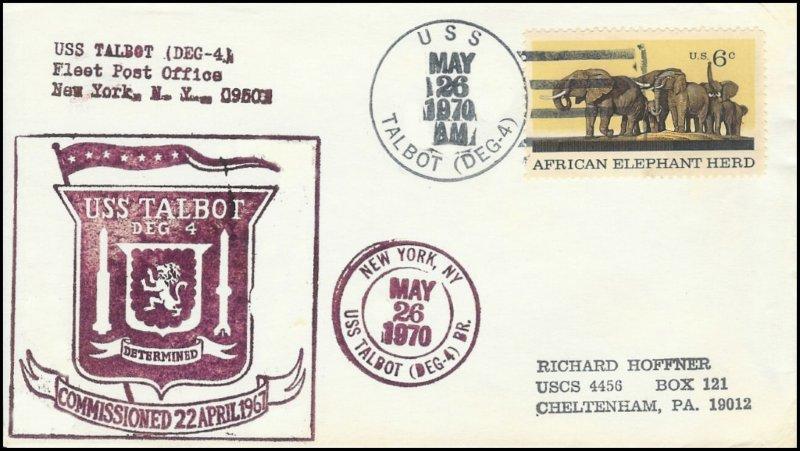 USS TALBOT (DEG-4)
Fleet Post Office
New York, N. Y. 09501
USS
MAY
26
1970
AM
TALBOT (DEG-4)
U.S. 6c
AFRICAN ELEPHANT HERD
USS TALBOT
DEG 4
DETERMINED
COMMISSIONED 22 APRIL 1967
NEW YORK, NY
MAY
26
1970
USS TALBOT (DEG-4) BR.
RICHARD HOFFNER
USCS 4456 BOX 121
CHELTENHAM, PA. 19012